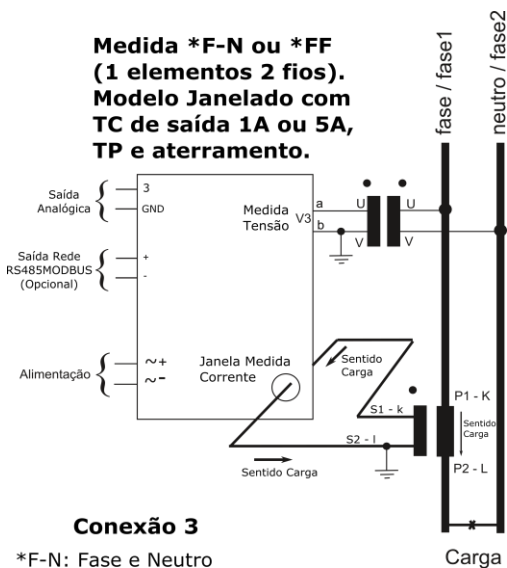 Medida *F-N ou *FF
(1 elementos 2 fios).
Modelo Janelado com
TC de saída 1A ou 5A,
TP e aterramento.
fase / fase1
neutro / fase2
Saída
Analógica
3
GND
Saída Rede
RS485MODBUS
(Opcional)
+
-
Alimentação
~+
~-
Medida
Tensão
V3
a
b
U
U
V
V
Janela Medida
Corrente
Sentido
Carga
S1 - k
S2 - l
Sentido Carga
P1 - K
Sentido
Carga
P2 - L
Conexão 3
*F-N: Fase e Neutro
Carga